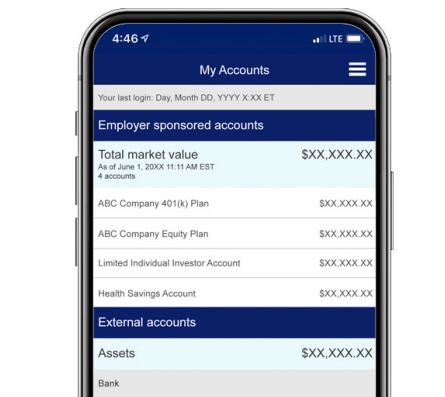 4:46 LTE
My Accounts
Your last login: Day, Month DD, YYYY X:XX ET
Employer sponsored accounts
Total market value $XX,XXX.XX
As of June 1, 20XX 11:11 AM EST
4 accounts
ABC Company 401(k) Plan $XX,XXX.XX
ABC Company Equity Plan $XX,XXX.XX
Limited Individual Investor Account $XX,XXX.XX
Health Savings Account $XX,XXX.XX
External accounts
Assets $XX,XXX.XX
Bank